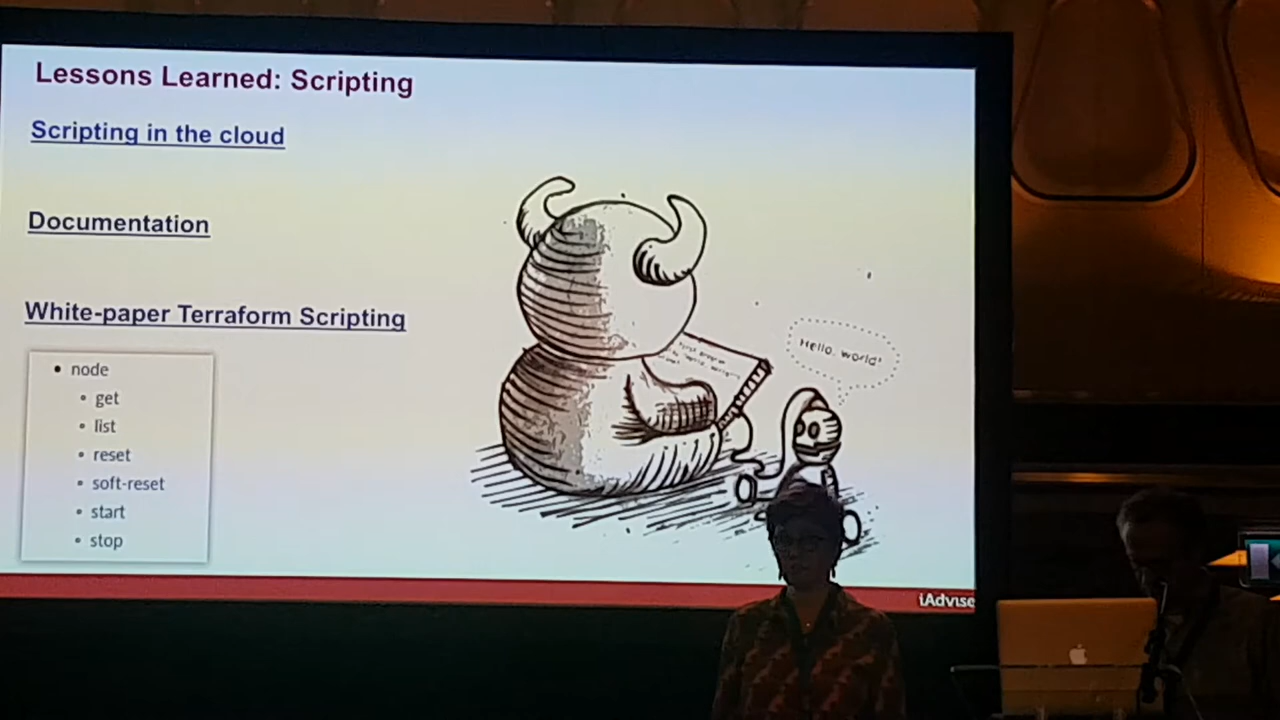 Lessons Learned: Scripting
Scripting in the cloud
Documentation
White-paper Terraform Scripting
• node
• get
• list
• reset
• soft-reset
• start
• stop
Hello, world!
iAdvise